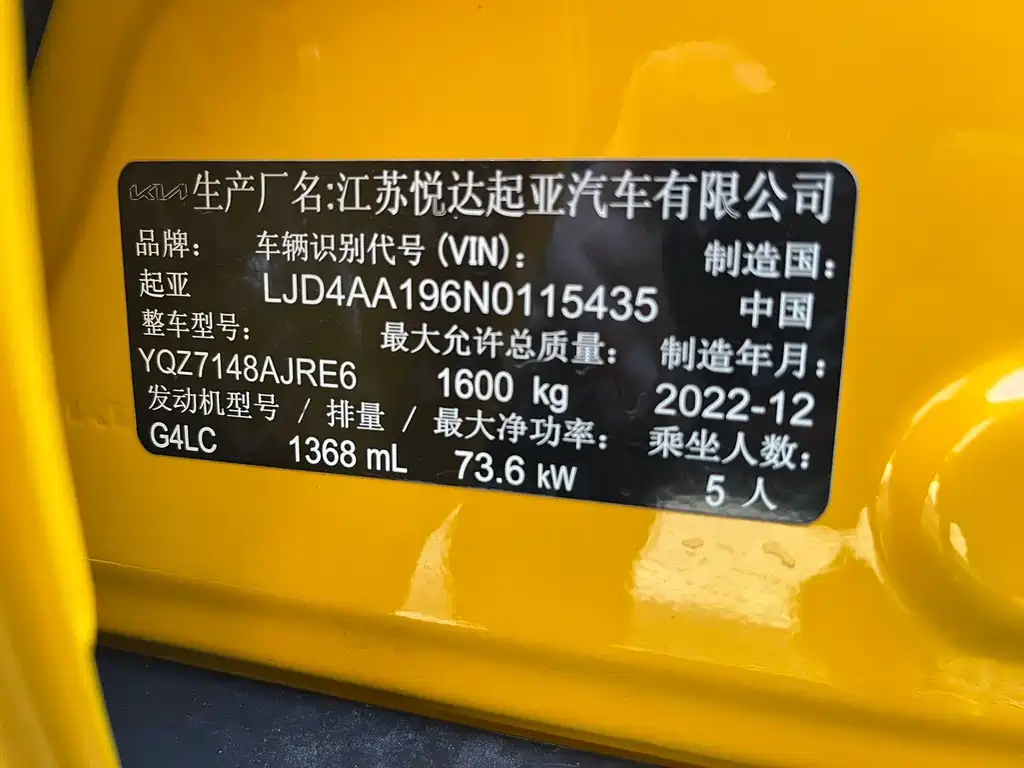 KIA 生产厂名:江苏悦达起亚汽车有限公司
品牌: 车辆识别代号(VIN): 制造国:
起亚 LJD4AA196N0115435 中国
整车型号: 最大允许总质量: 制造年月:
YQZ7148AJRE6 1600 kg 2022-12
发动机型号 / 排量 / 最大净功率: 乘坐人数:
G4LC 1368 mL 73.6 kW 5 人